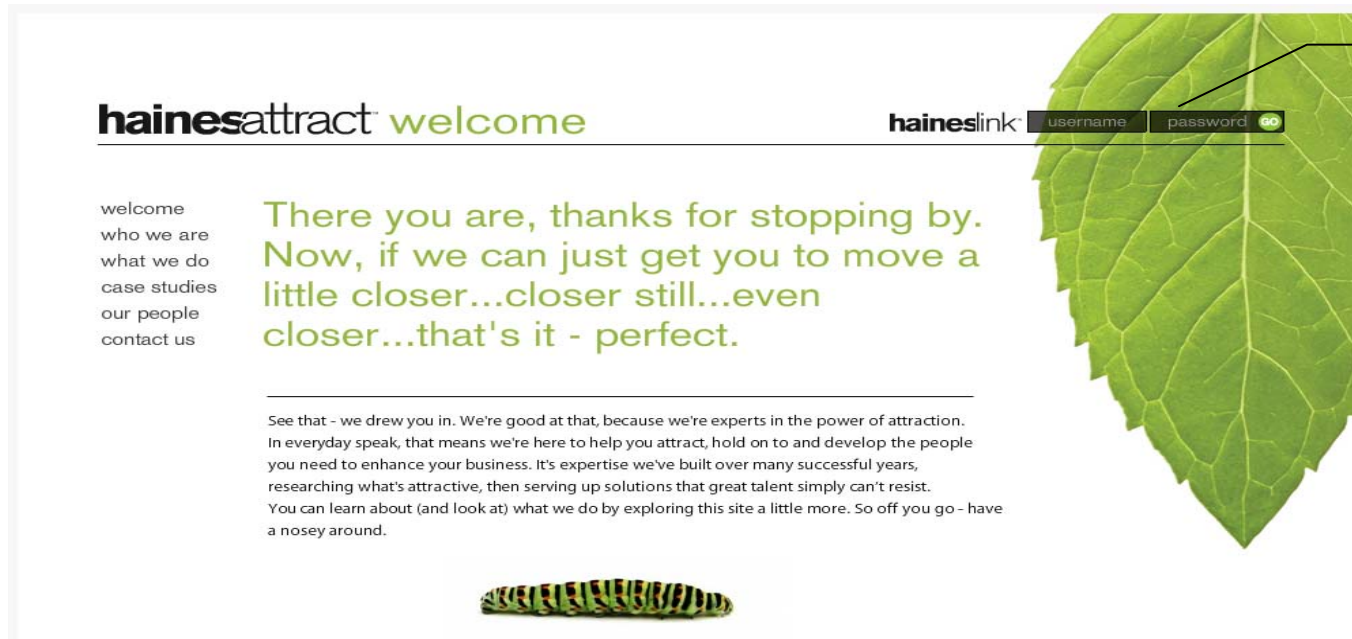 hainesattract™ welcome
haineslink™ username password GO
welcome
who we are
what we do
case studies
our people
contact us
There you are, thanks for stopping by.
Now, if we can just get you to move a
little closer...closer still...even
closer...that's it - perfect.
See that - we drew you in. We're good at that, because we're experts in the power of attraction.
In everyday speak, that means we're here to help you attract, hold on to and develop the people
you need to enhance your business. It's expertise we've built over many successful years,
researching what's attractive, then serving up solutions that great talent simply can't resist.
You can learn about (and look at) what we do by exploring this site a little more. So off you go - have
a nosey around.